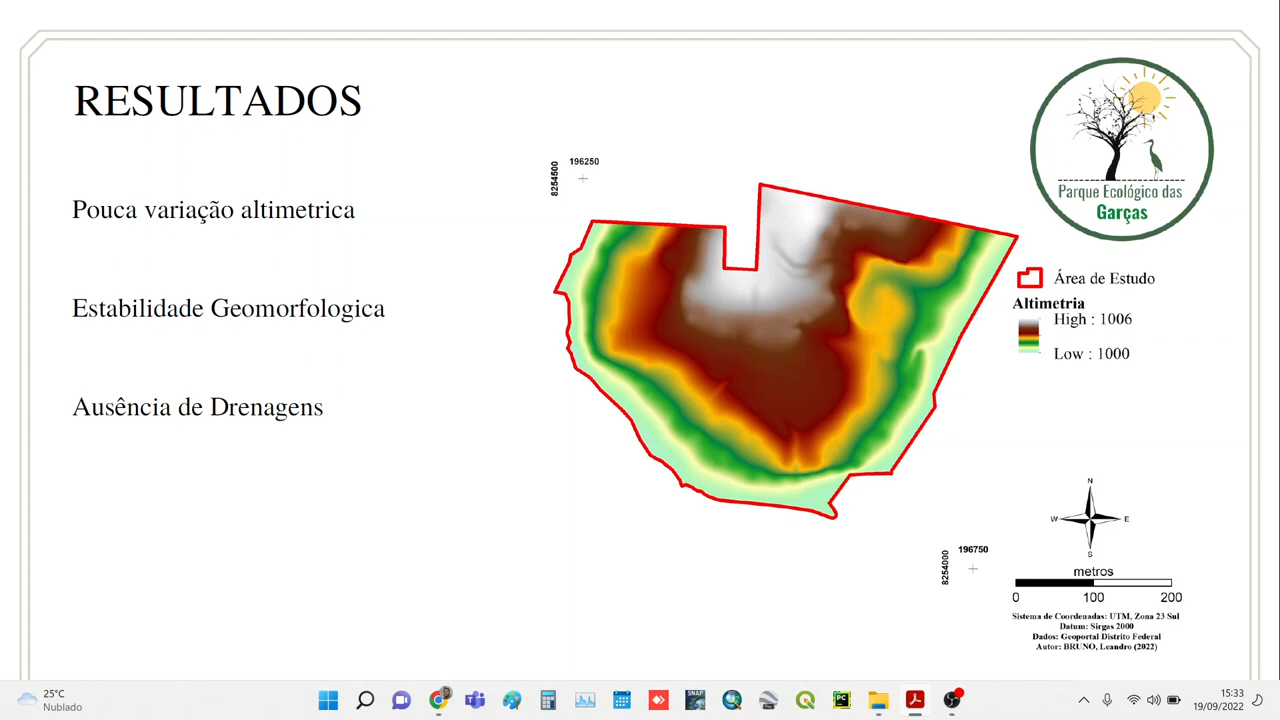 RESULTADOS
Pouca variação altimetrica
Estabilidade Geomorfologica
Ausência de Drenagens
196250
8254500
Parque Ecológico das
Garças
Área de Estudo
Altimetria
High : 1006
Low : 1000
N
W
E
S
196750
8254000
metros
0 100 200
Sistema de Coordenadas: UTM, Zona 23 Sul
Datum: Sirgas 2000
Dados: Geoportal Distrito Federal
Autor: BRUNO, Leandro (2022)
25°C
Nublado
SNAP
PC
15:33
19/09/2022